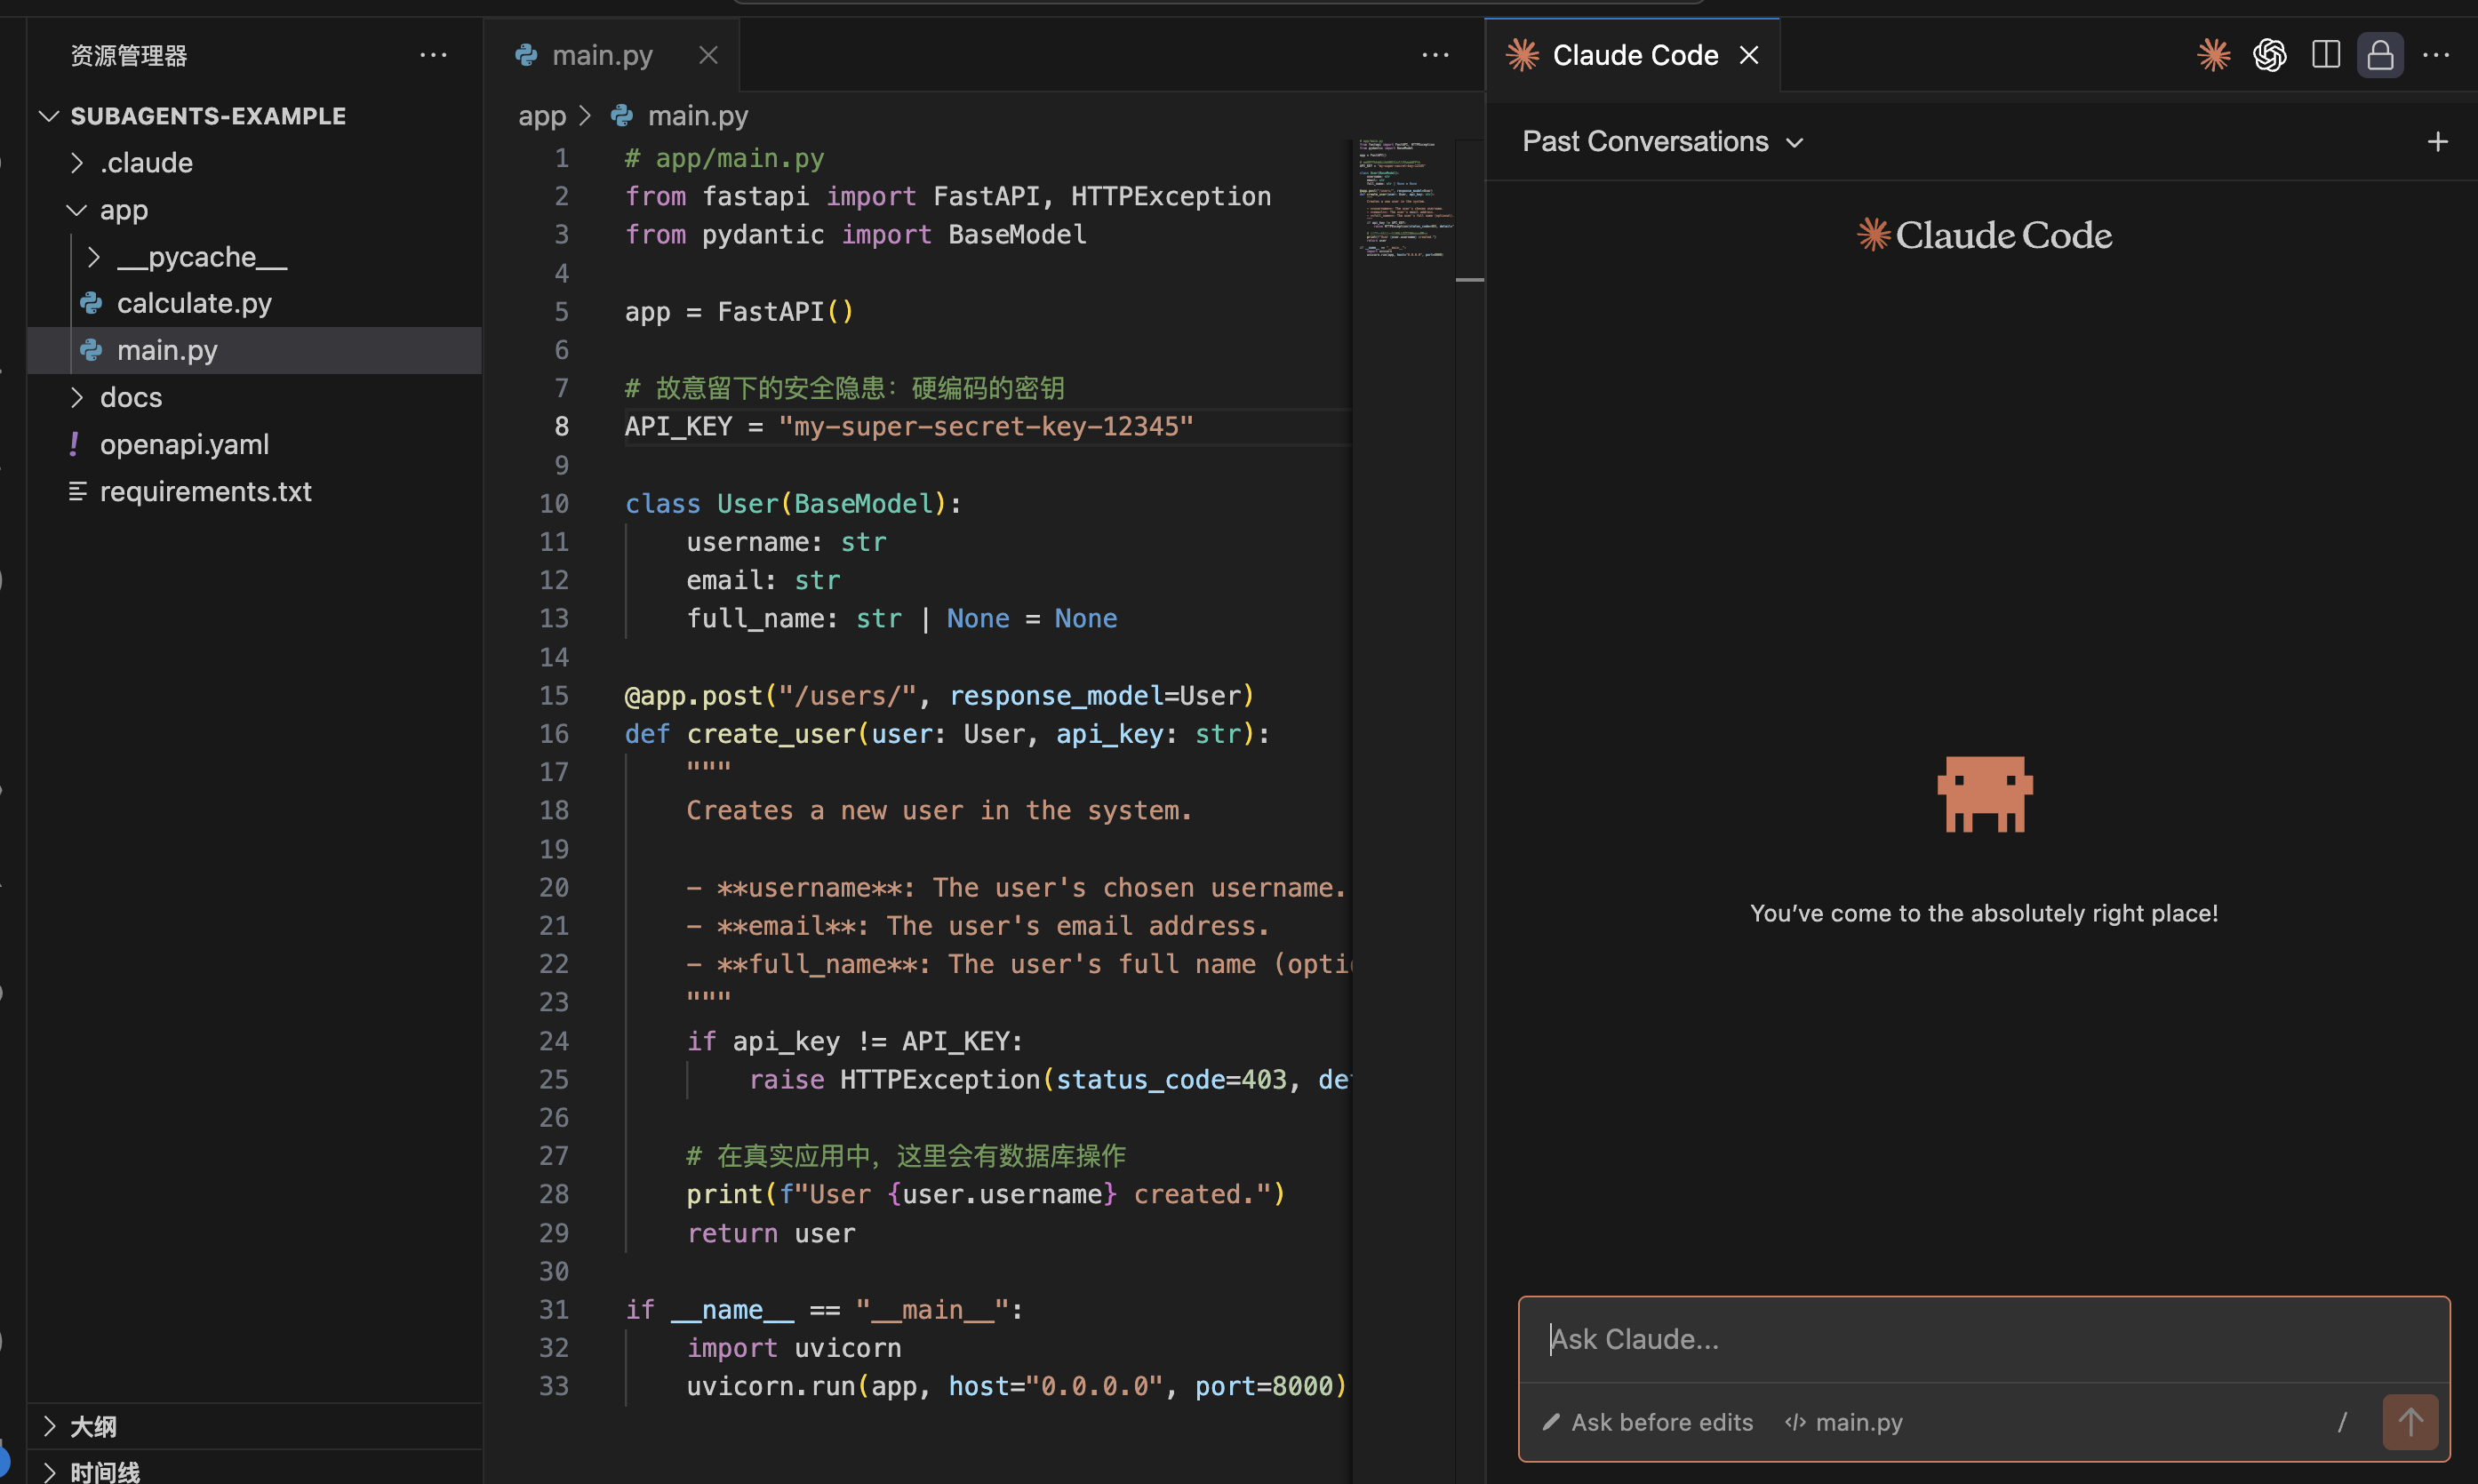 资源管理器
SUBAGENTS-EXAMPLE
.claude
app
__pycache__
calculate.py
main.py
docs
openapi.yaml
requirements.txt
大纲
时间线
main.py
app > main.py
1 # app/main.py
2 from fastapi import FastAPI, HTTPException
3 from pydantic import BaseModel
4
5 app = FastAPI()
6
7 # 故意留下的安全隐患：硬编码的密钥
8 API_KEY = "my-super-secret-key-12345"
9
10 class User(BaseModel):
11     username: str
12     email: str
13     full_name: str | None = None
14
15 @app.post("/users/", response_model=User)
16 def create_user(user: User, api_key: str):
17     """
18     Creates a new user in the system.
19
20     - **username**: The user's chosen username.
21     - **email**: The user's email address.
22     - **full_name**: The user's full name (optio
23     """
24     if api_key != API_KEY:
25         raise HTTPException(status_code=403, det
26
27     # 在真实应用中，这里会有数据库操作
28     print(f"User {user.username} created.")
29     return user
30
31 if __name__ == "__main__":
32     import uvicorn
33     uvicorn.run(app, host="0.0.0.0", port=8000)
Claude Code
Past Conversations
Claude Code
You’ve come to the absolutely right place!
Ask Claude...
Ask before edits </> main.py /